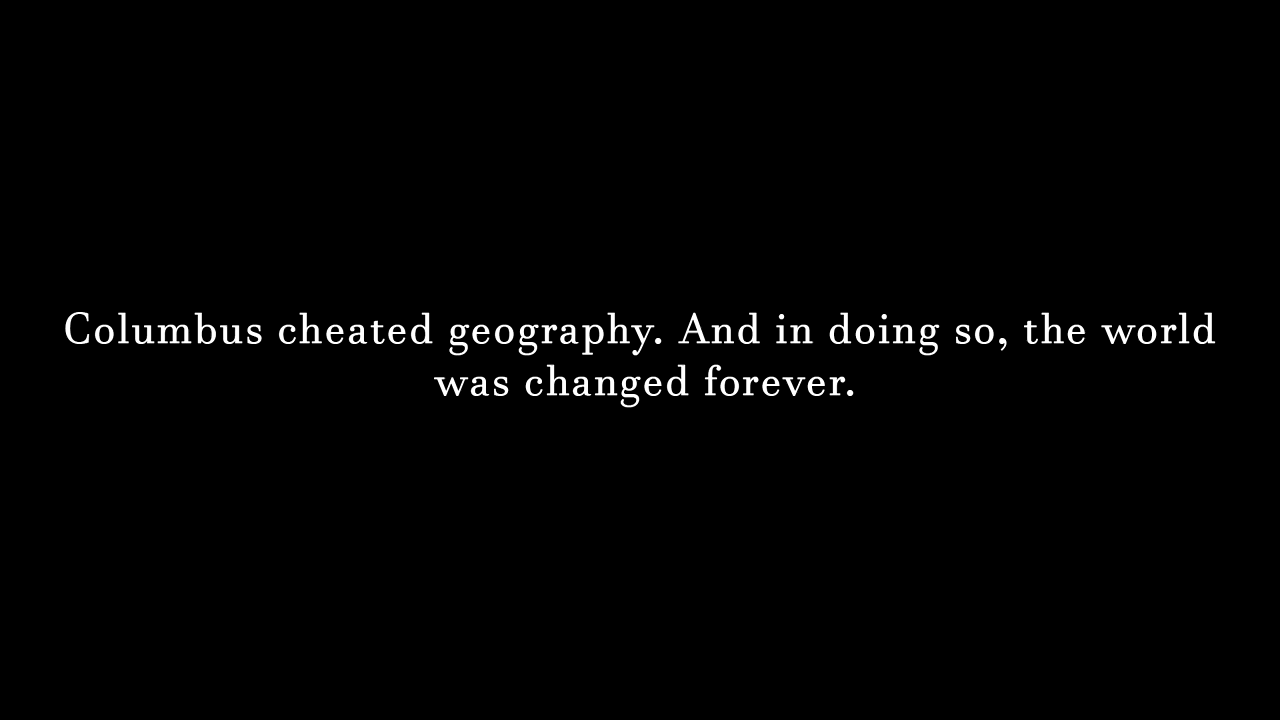 Columbus cheated geography. And in doing so, the world
was changed forever.